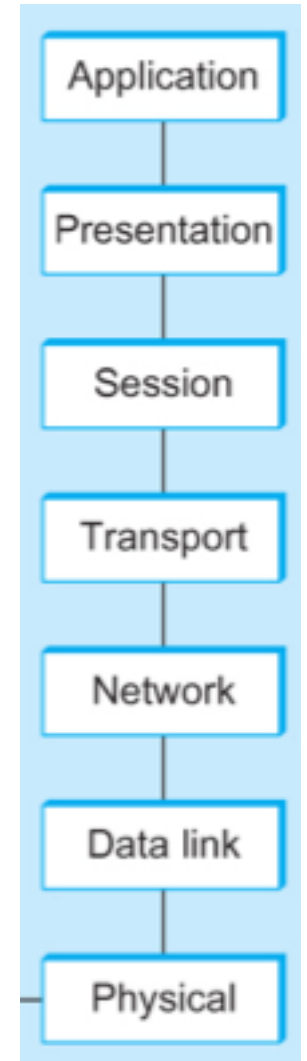 Application
Presentation
Session
Transport
Network
Data link
Physical